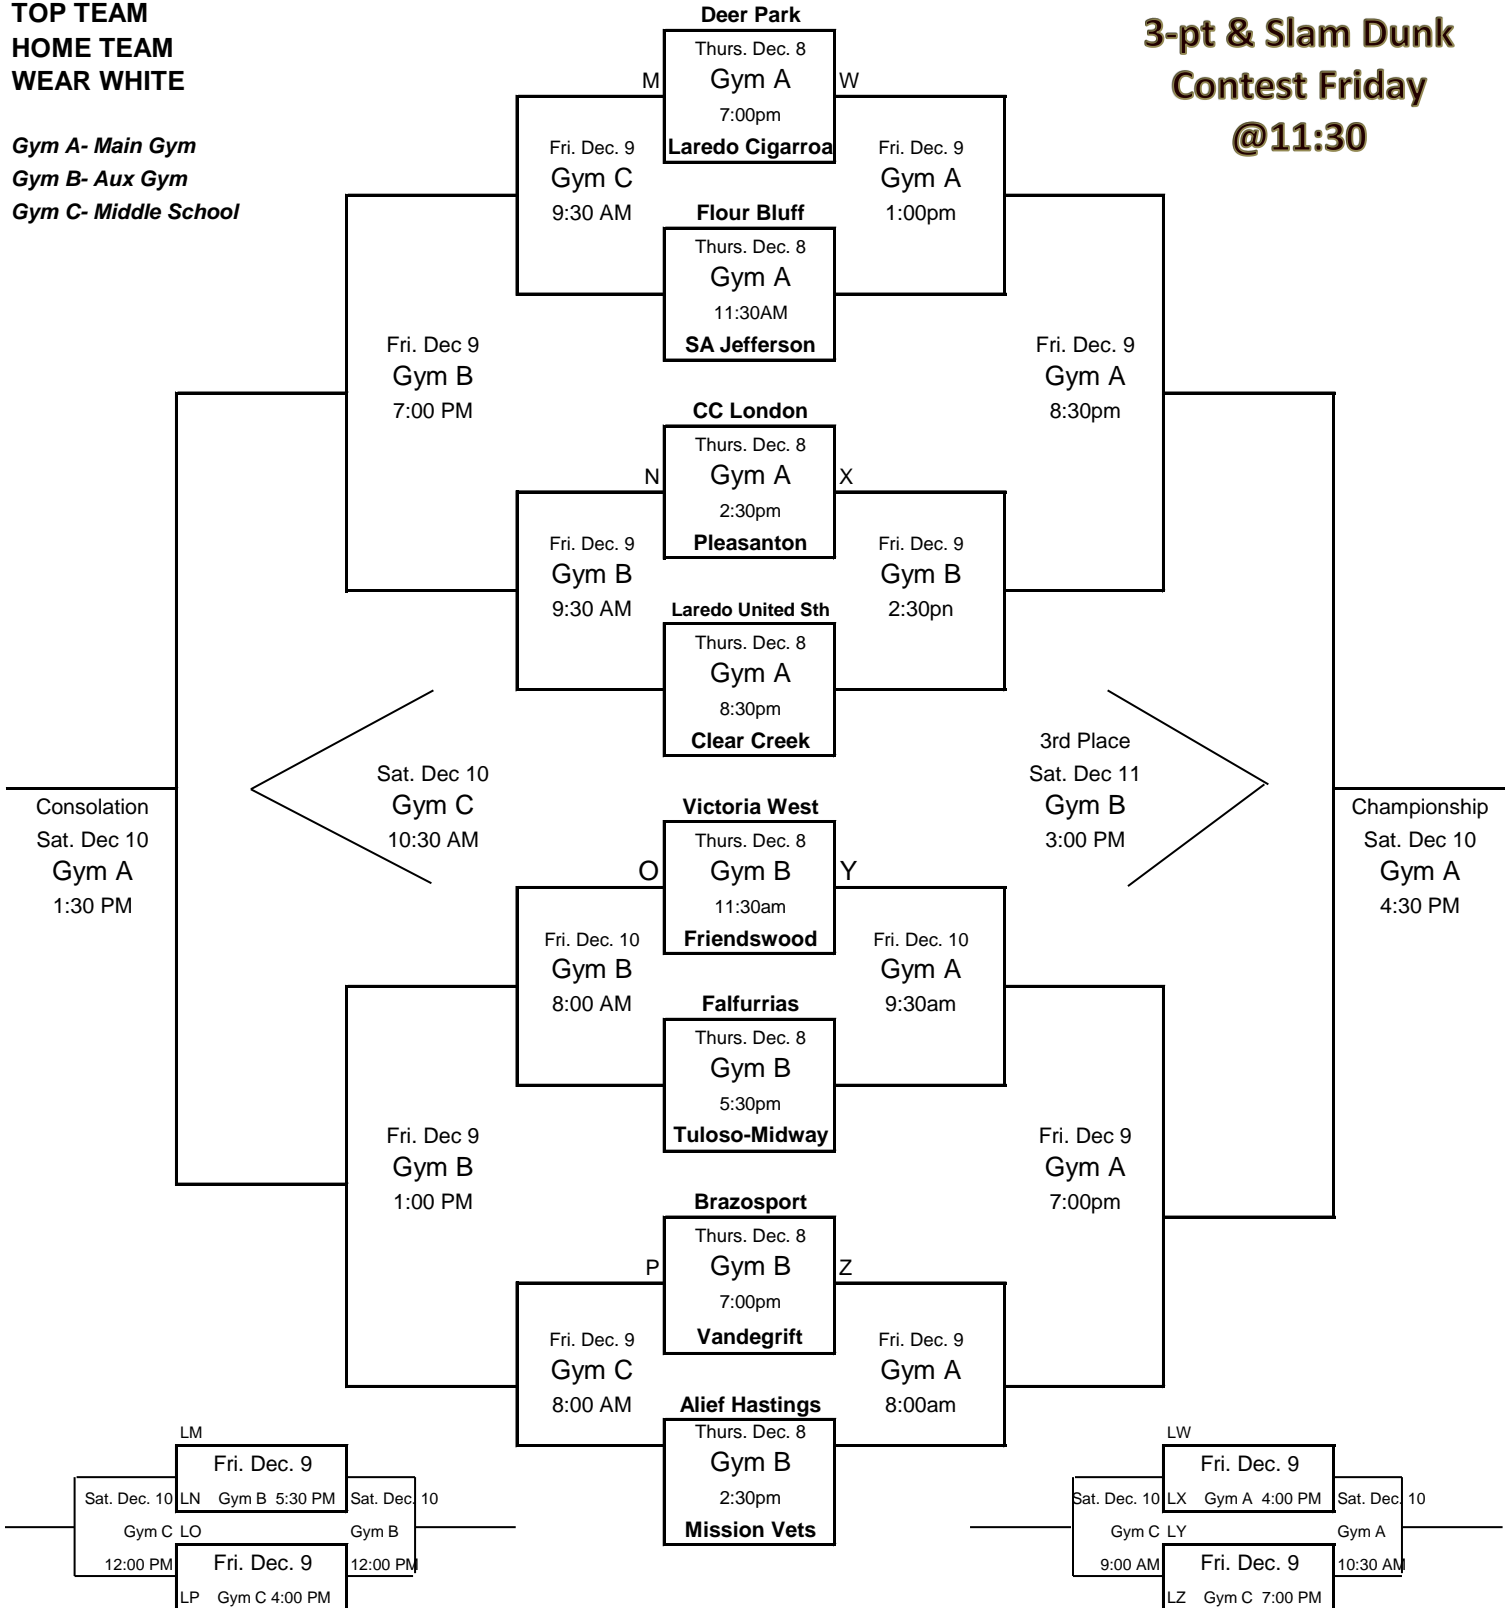 TOP TEAM
HOME TEAM
WEAR WHITE
Gym A- Main Gym
Gym B- Aux Gym
Gym C- Middle School
3-pt & Slam Dunk
Contest Friday
@11:30
Deer Park
Thurs. Dec. 8
M Gym A W
7:00pm
Laredo Cigarroa
Fri. Dec. 9
Gym C
9:30 AM
Fri. Dec. 9
Gym A
1:00pm
Flour Bluff
Thurs. Dec. 8
Gym A
11:30AM
SA Jefferson
Fri. Dec 9
Gym B
7:00 PM
Fri. Dec. 9
Gym A
8:30pm
CC London
Thurs. Dec. 8
N Gym A X
2:30pm
Pleasanton
Fri. Dec. 9
Gym B
9:30 AM
Fri. Dec. 9
Gym B
2:30pn
Laredo United Sth
Thurs. Dec. 8
Gym A
8:30pm
Clear Creek
Sat. Dec 10
Gym C
10:30 AM
3rd Place
Sat. Dec 11
Gym B
3:00 PM
Consolation
Sat. Dec 10
Gym A
1:30 PM
Championship
Sat. Dec 10
Gym A
4:30 PM
Victoria West
Thurs. Dec. 8
O Gym B Y
11:30am
Friendswood
Fri. Dec. 10
Gym B
8:00 AM
Fri. Dec. 10
Gym A
9:30am
Falfurrias
Thurs. Dec. 8
Gym B
5:30pm
Tuloso-Midway
Fri. Dec 9
Gym B
1:00 PM
Fri. Dec 9
Gym A
7:00pm
Brazosport
Thurs. Dec. 8
P Gym B Z
7:00pm
Vandegrift
Fri. Dec. 9
Gym C
8:00 AM
Fri. Dec. 9
Gym A
8:00am
Alief Hastings
Thurs. Dec. 8
Gym B
2:30pm
Mission Vets
LM
Fri. Dec. 9
Sat. Dec. 10 LN Gym B 5:30 PM Sat. Dec. 10
Gym C LO Gym B
12:00 PM Fri. Dec. 9 12:00 PM
LP Gym C 4:00 PM
LW
Fri. Dec. 9
Sat. Dec. 10 LX Gym A 4:00 PM Sat. Dec. 10
Gym C LY Gym A
9:00 AM Fri. Dec. 9 10:30 AM
LZ Gym C 7:00 PM